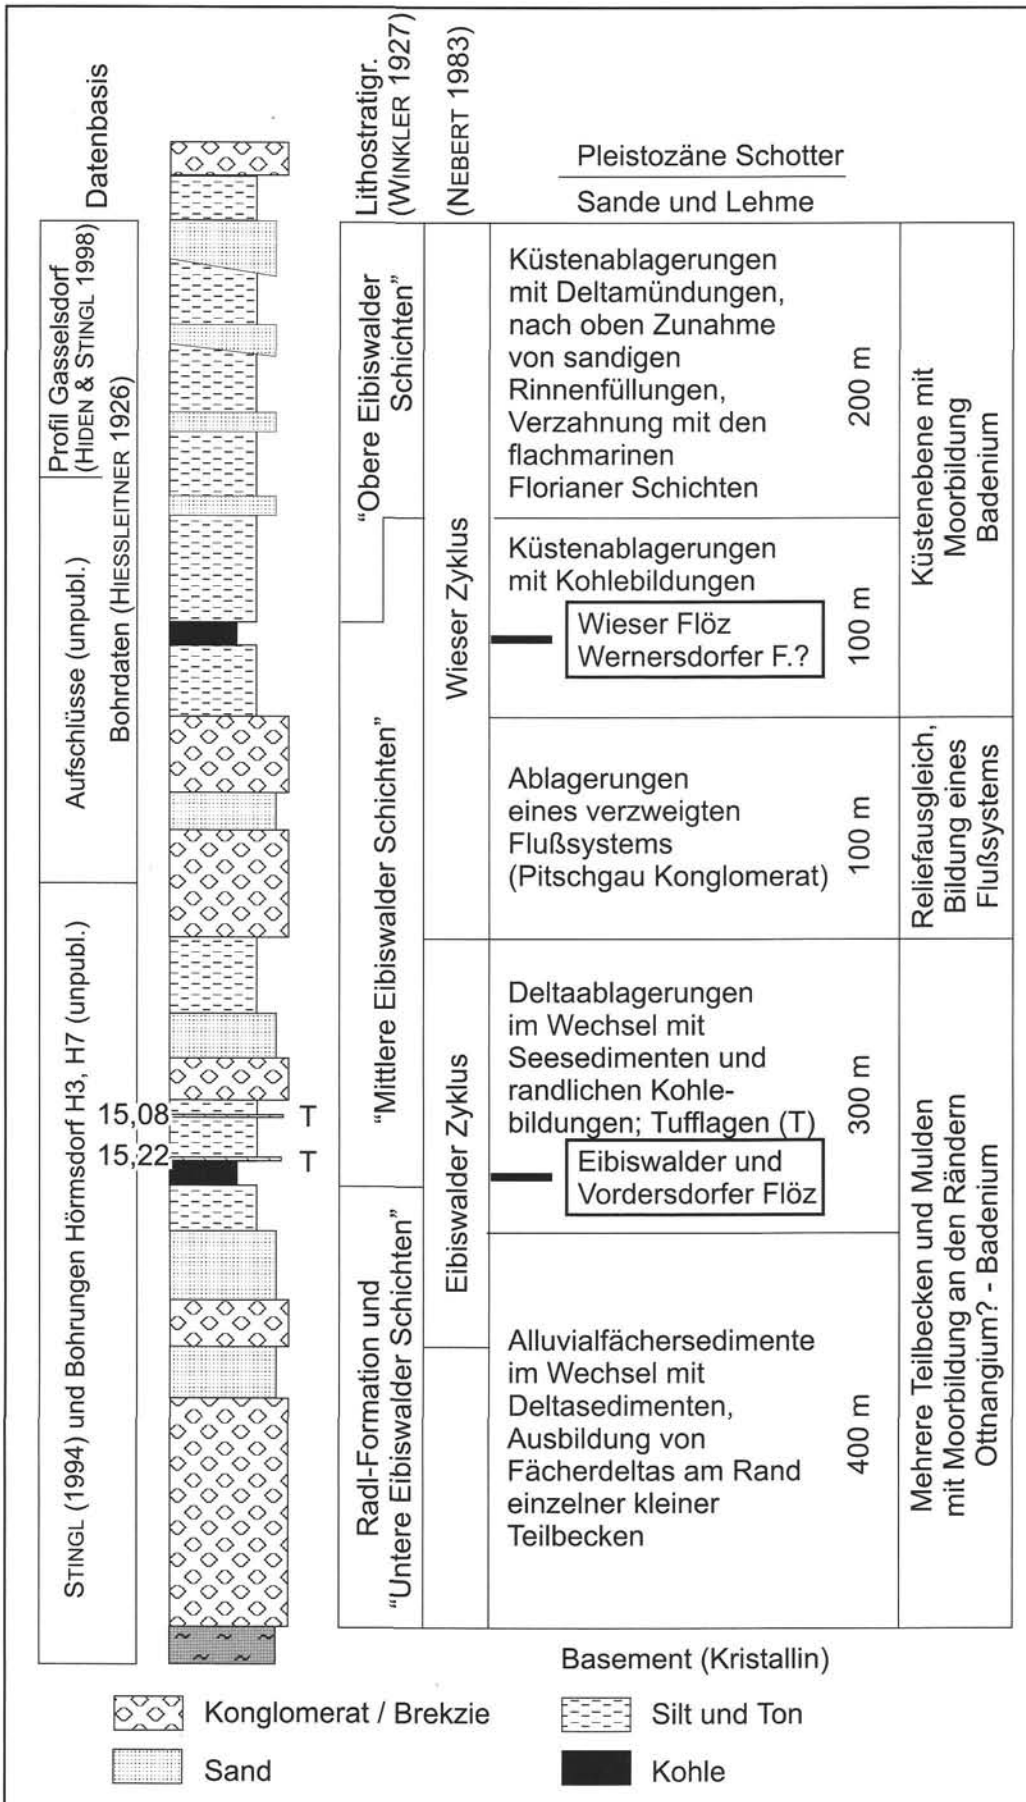 Datenbasis
Lithostratigr.
(WINKLER 1927)
(NEBERT 1983)
Pleistozäne Schotter
Sande und Lehme
Profil Gasselsdorf
(HIDEN & STINGL 1998)
Aufschlüsse (unpubl.)
Bohrdaten (HIESSLEITNER 1926)
STINGL (1994) und Bohrungen Hörmsdorf H3, H7 (unpubl.)
15,08
T
15,22
T
"Obere Eibiswalder
Schichten"
"Mittlere Eibiswalder Schichten"
Radl-Formation und
"Untere Eibiswalder Schichten"
Wieser Zyklus
Eibiswalder Zyklus
Küstenablagerungen
mit Deltamündungen,
nach oben Zunahme
von sandigen
Rinnenfüllungen,
Verzahnung mit den
flachmarinen
Florianer Schichten
200 m
Küstenablagerungen
mit Kohlebildungen
Wieser Flöz
Wernersdorfer F.?
100 m
Ablagerungen
eines verzweigten
Flußsystems
(Pitschgau Konglomerat)
100 m
Deltaablagerungen
im Wechsel mit
Seesedimenten und
randlichen Kohle-
bildungen; Tufflagen (T)
Eibiswalder und
Vordersdorfer Flöz
300 m
Alluvialfächersedimente
im Wechsel mit
Deltasedimenten,
Ausbildung von
Fächerdeltas am Rand
einzelner kleiner
Teilbecken
400 m
Küstenebene mit
Moorbildung
Badenium
Reliefausgleich,
Bildung eines
Flußsystems
Mehrere Teilbecken und Mulden
mit Moorbildung an den Rändern
Ottnangium? - Badenium
Basement (Kristallin)
Konglomerat / Brekzie
Silt und Ton
Sand
Kohle